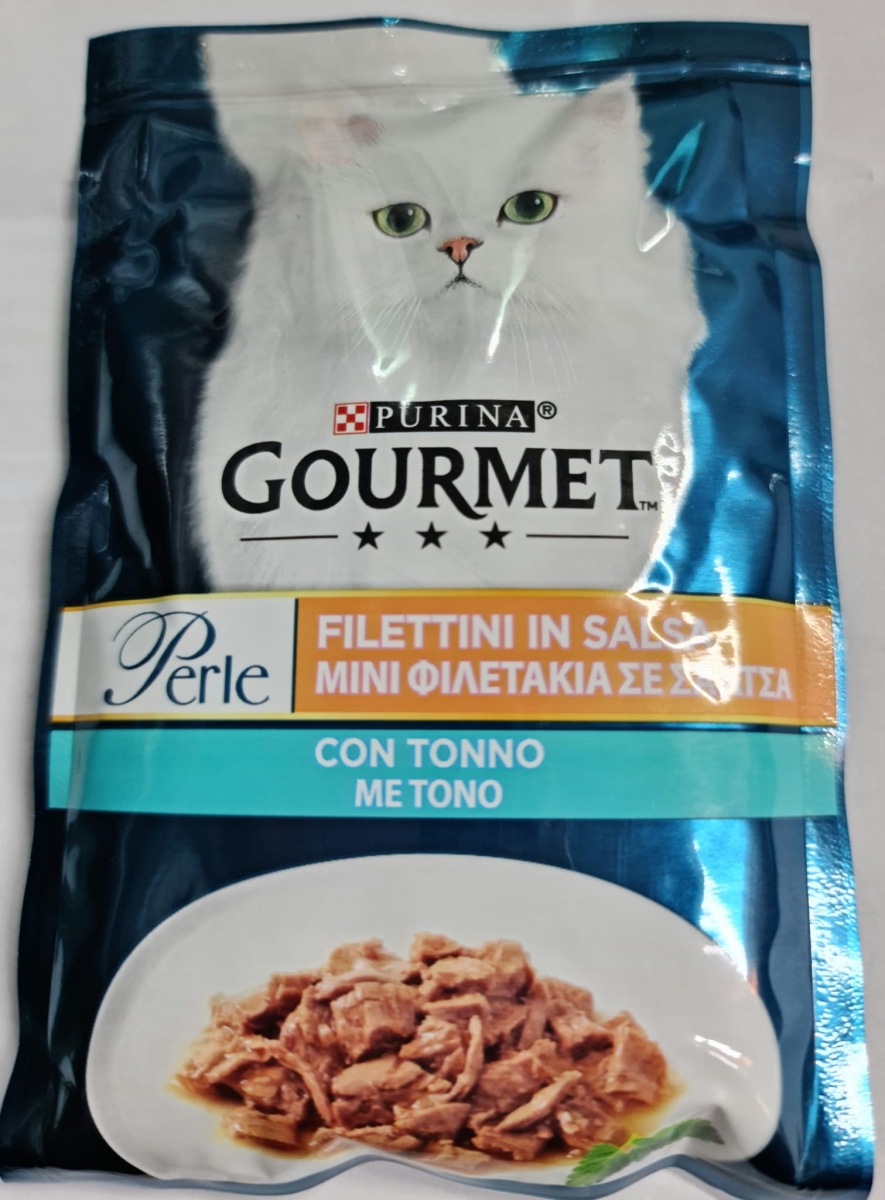 PURINA®
GOURMET™
Perle
FILETTINI IN SALSA
ΜΙΝΙ ΦΙΛΕΤΑΚΙΑ ΣΕ
CON TONNO
ΜΕ ΤΟΝΟ